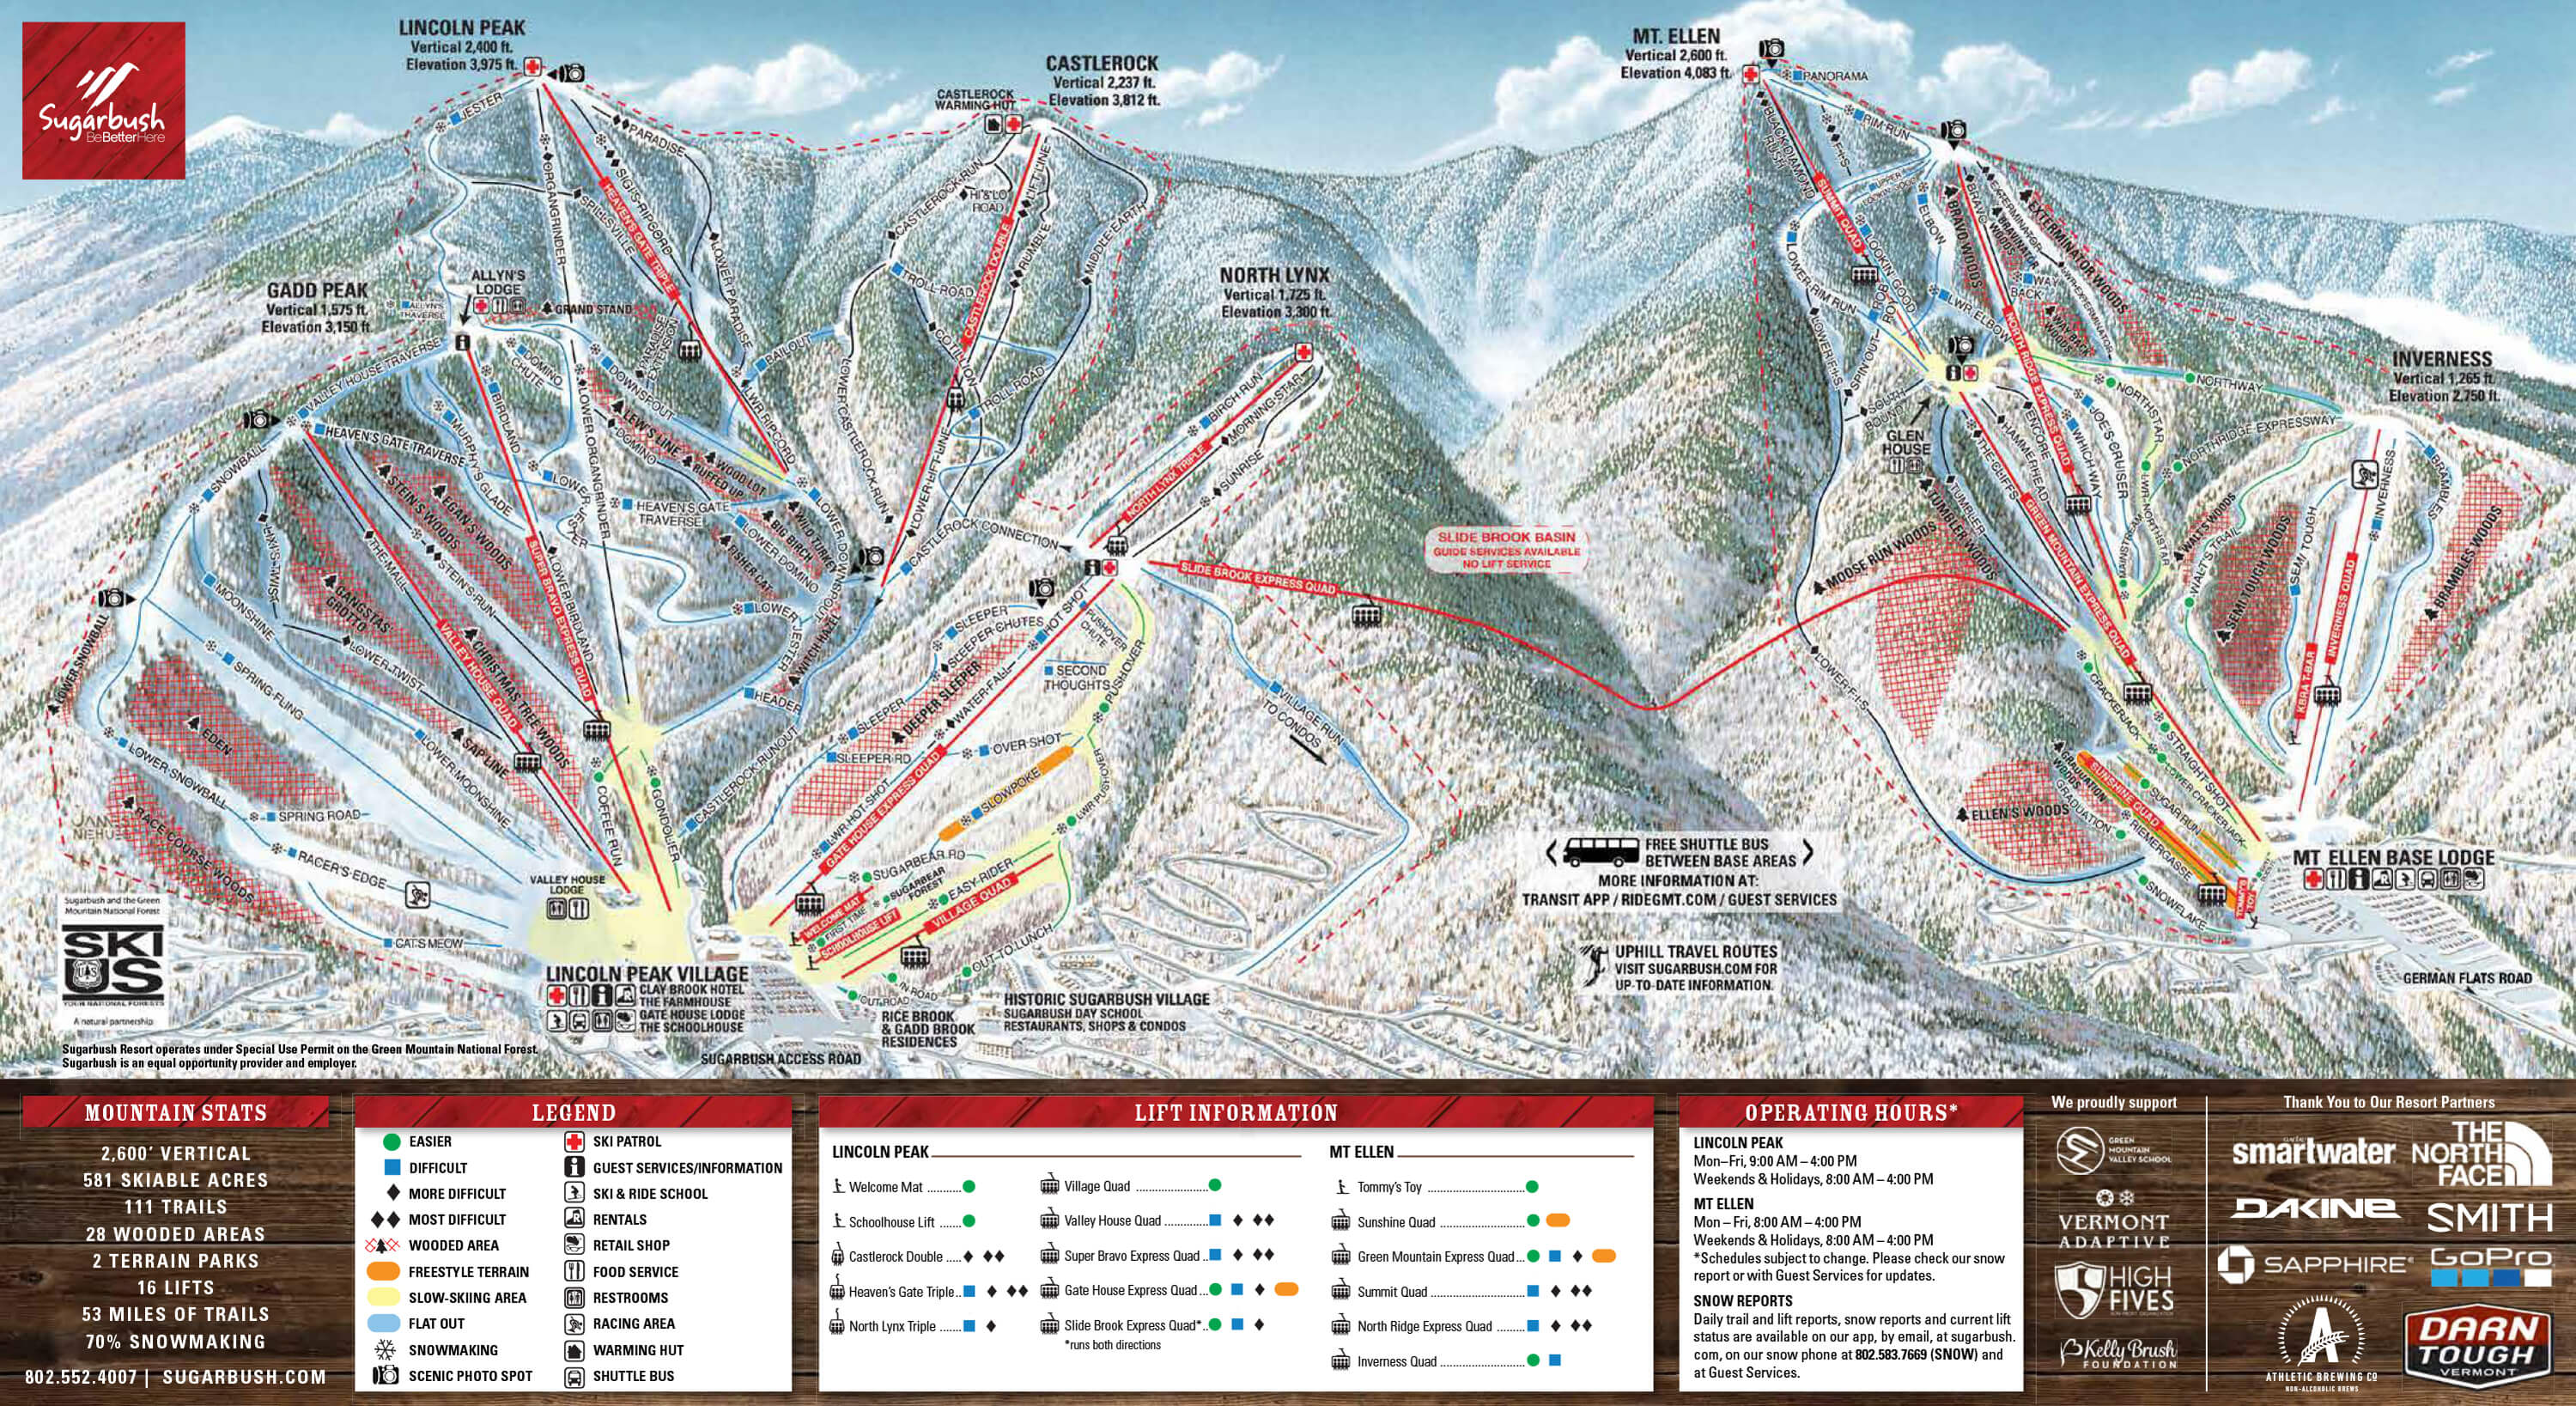 Sugarbush
BeBetterHere
LINCOLN PEAK
Vertical 2,400 ft.
Elevation 3,975 ft.
CASTLEROCK
Vertical 2,237 ft.
Elevation 3,812 ft.
CASTLEROCK
WARMING HUT
MT. ELLEN
Vertical 2,600 ft.
Elevation 4,083 ft.
NORTH LYNX
Vertical 1,725 ft.
Elevation 3,300 ft.
GADD PEAK
Vertical 1,575 ft.
Elevation 3,150 ft.
ALLYN'S
LODGE
INVERNESS
Vertical 1,265 ft.
Elevation 2,750 ft.
JESTER
PARADISE
ORGANGRINDER
SIGI'S
RIPCORD
SPILLSVILLE
HEAVEN'S GATE TRIPLE
LOWER PARADISE
ALLYN'S
TRAVERSE
GRAND STAND
PARADISE
EXTENSION
BAILOUT
LWR RIPCORD
CASTLEROCK RUN
HI & LO
ROAD
LIFT LINE
CASTLEROCK DOUBLE
RUMBLE
MIDDLE EARTH
TROLL ROAD
COTILLION
TROLL ROAD
LOWER CASTLEROCK RUN
LOWER LIFT LINE
CASTLEROCK CONNECTION
BIRCH RUN
MORNING STAR
NORTH LYNX TRIPLE
SUNRISE
VALLEY HOUSE TRAVERSE
HEAVEN'S GATE TRAVERSE
SNOWBALL
MURPHY'S GLADE
BIRDLAND
DOMINO
CHUTE
DOWNSPOUT
LOWER ORGANGRINDER
LEW'S LINE
DOMINO
RUFFED UP
WOOD LOT
LOWER
JESTER
HEAVEN'S GATE
TRAVERSE
BIG BIRCH
WILD TURKEY
LOWER DOWNSPOUT
LOWER DOMINO
FISHER CAT
LOWER JESTER
WITCH HAZEL
HEADER
STEIN'S WOODS
EGAN'S WOODS
THE MALL
STEIN'S RUN
TWIST
GANGSTAS
GROTTO
LOWER TWIST
CHRISTMAS TREE WOODS
VALLEY HOUSE QUAD
SUPER BRAVO EXPRESS QUAD
LOWER BIRDLAND
MOONSHINE
LOWER SNOWBALL
SPRING FLING
EDEN
LOWER MOONSHINE
SAPLINE
LOWER SNOWBALL
SPRING ROAD
RACE COURSE WOODS
RACER'S EDGE
CATS MEOW
COFFEE RUN
GONDOLIER
CASTLEROCK RUNOUT
VALLEY HOUSE
LODGE
SLEEPER
SLEEPER CHUTES
HOT SHOT
PUSHOVER
CHUTE
PUSHOVER
SECOND
THOUGHTS
SLEEPER
DEEPER SLEEPER
WATER-FALL
SLEEPER RD
OVER SHOT
SLOWPOKE
LWR HOT SHOT
GATE HOUSE EXPRESS QUAD
PUSHOVER
LWR PUSHOVER
SUGARBEAR RD
SUGARBEAR
FOREST
EASY RIDER
WELCOME MAT
FIRST TIME
SCHOOLHOUSE LIFT
VILLAGE QUAD
OUT TO LUNCH
IN ROAD
OUT ROAD
SLIDE BROOK EXPRESS QUAD
SLIDE BROOK BASIN
GUIDE SERVICES AVAILABLE
NO LIFT SERVICE
VILLAGE RUN
TO CONDOS
PANORAMA
RIM RUN
BLACK DIAMOND
RUSH
F.I.S.
SUMMIT QUAD
UPPER
LOOKIN' GOOD
ELBOW
LOOKIN' GOOD
LOWER RIM RUN
LWR ELBOW
BRAVO
BRAVO WOODS
EXTERMINATOR
EXTERMINATOR WOODS
WAY
BACK
WAY BACK
WOODS
NORTH RIDGE EXPRESS QUAD
LOWER F.I.S.
SPIN OUT
SOUTH
BOUND
GLEN
HOUSE
NORTHWAY
NORTHSTAR
NORTHRIDGE EXPRESSWAY
JOE'S CRUISER
WHICH WAY
ENCORE
HAMMERHEAD
THE CLIFFS
TUMBLER
TUMBLER WOODS
MOOSE RUN WOODS
GREEN MOUNTAIN EXPRESS QUAD
LWR NORTHSTAR
WALT'S WOODS
WALT'S TRAIL
SEMI TOUGH WOODS
SEMI TOUGH
INVERNESS
INVERNESS QUAD
KBRA T-BAR
BRAMBLES
BRAMBLES WOODS
LOWER F.I.S.
CRACKERJACK
STRAIGHT SHOT
LOWER CRACKERJACK
GRADUATION
WOODS
GRADUATION
SUNSHINE QUAD
SUGAR RUN
RIEMERGASSE
ELLEN'S WOODS
SNOWFLAKE
TOMMY'S
TOY
MT ELLEN BASE LODGE
GERMAN FLATS ROAD
FREE SHUTTLE BUS
BETWEEN BASE AREAS
MORE INFORMATION AT:
TRANSIT APP / RIDEGMT.COM / GUEST SERVICES
UPHILL TRAVEL ROUTES
VISIT SUGARBUSH.COM FOR
UP-TO-DATE INFORMATION.
LINCOLN PEAK VILLAGE
CLAY BROOK HOTEL
THE FARMHOUSE
GATE HOUSE LODGE
THE SCHOOLHOUSE
RICE BROOK
& GADD BROOK
RESIDENCES
HISTORIC SUGARBUSH VILLAGE
SUGARBUSH DAY SCHOOL
RESTAURANTS, SHOPS & CONDOS
SUGARBUSH ACCESS ROAD
Sugarbush and the Green
Mountain National Forest
SKI
US
YOUR NATIONAL FORESTS
A natural partnership
Sugarbush Resort operates under Special Use Permit on the Green Mountain National Forest.
Sugarbush is an equal opportunity provider and employer.
MOUNTAIN STATS
2,600' VERTICAL
581 SKIABLE ACRES
111 TRAILS
28 WOODED AREAS
2 TERRAIN PARKS
16 LIFTS
53 MILES OF TRAILS
70% SNOWMAKING
802.552.4007 | SUGARBUSH.COM
LEGEND
EASIER
DIFFICULT
MORE DIFFICULT
MOST DIFFICULT
WOODED AREA
FREESTYLE TERRAIN
SLOW-SKIING AREA
FLAT OUT
SNOWMAKING
SCENIC PHOTO SPOT
SKI PATROL
GUEST SERVICES/INFORMATION
SKI & RIDE SCHOOL
RENTALS
RETAIL SHOP
FOOD SERVICE
RESTROOMS
RACING AREA
WARMING HUT
SHUTTLE BUS
LIFT INFORMATION
LINCOLN PEAK
Welcome Mat
Schoolhouse Lift
Castlerock Double
Heaven's Gate Triple
North Lynx Triple
Village Quad
Valley House Quad
Super Bravo Express Quad
Gate House Express Quad
Slide Brook Express Quad*
*runs both directions
MT ELLEN
Tommy's Toy
Sunshine Quad
Green Mountain Express Quad
Summit Quad
North Ridge Express Quad
Inverness Quad
OPERATING HOURS*
LINCOLN PEAK
Mon–Fri, 9:00 AM – 4:00 PM
Weekends & Holidays, 8:00 AM – 4:00 PM
MT ELLEN
Mon – Fri, 8:00 AM – 4:00 PM
Weekends & Holidays, 8:00 AM – 4:00 PM
*Schedules subject to change. Please check our snow
report or with Guest Services for updates.
SNOW REPORTS
Daily trail and lift reports, snow reports and current lift
status are available on our app, by email, at sugarbush.
com, on our snow phone at 802.583.7669 (SNOW) and
at Guest Services.
We proudly support
GREEN
MOUNTAIN
VALLEY SCHOOL
VERMONT
ADAPTIVE
HIGH
FIVES
Kelly Brush
FOUNDATION
Thank You to Our Resort Partners
smartwater
THE
NORTH
FACE
DAKINE
SMITH
SAPPHIRE
GoPro
ATHLETIC BREWING CO
NON-ALCOHOLIC BREWS
DARN
TOUGH
VERMONT